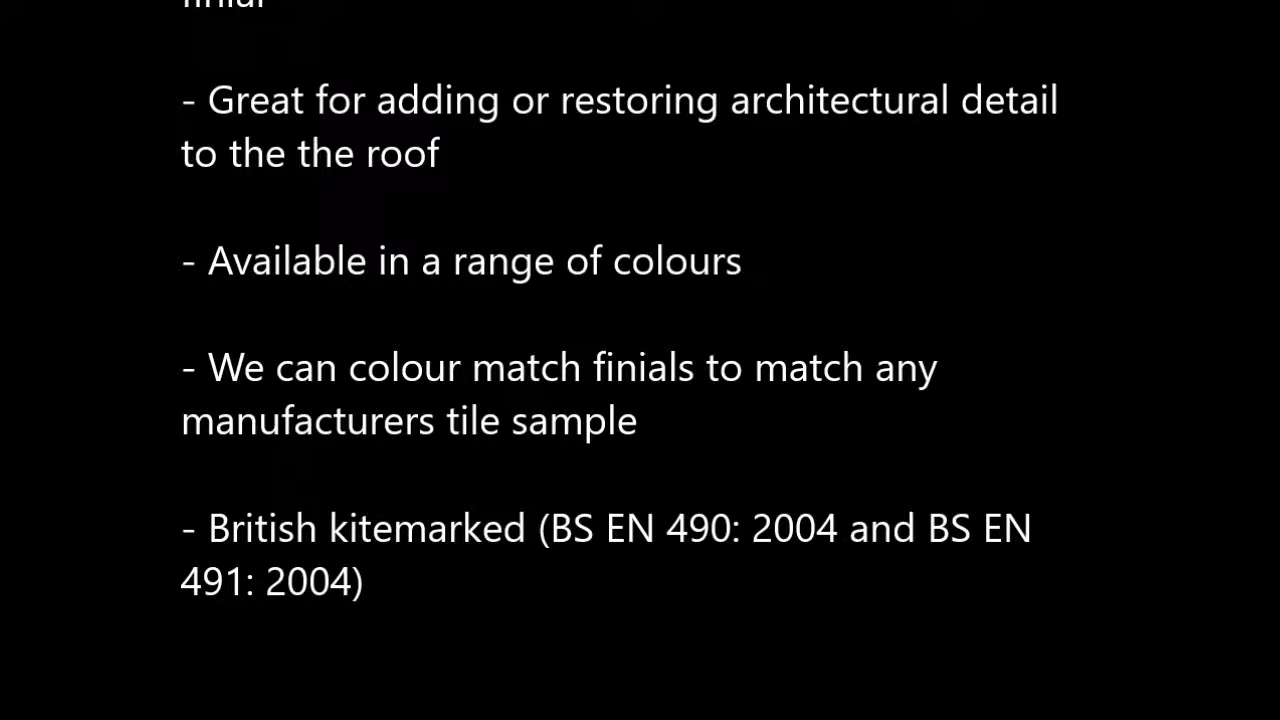 finial
- Great for adding or restoring architectural detail
to the the roof
- Available in a range of colours
- We can colour match finials to match any
manufacturers tile sample
- British kitemarked (BS EN 490: 2004 and BS EN
491: 2004)